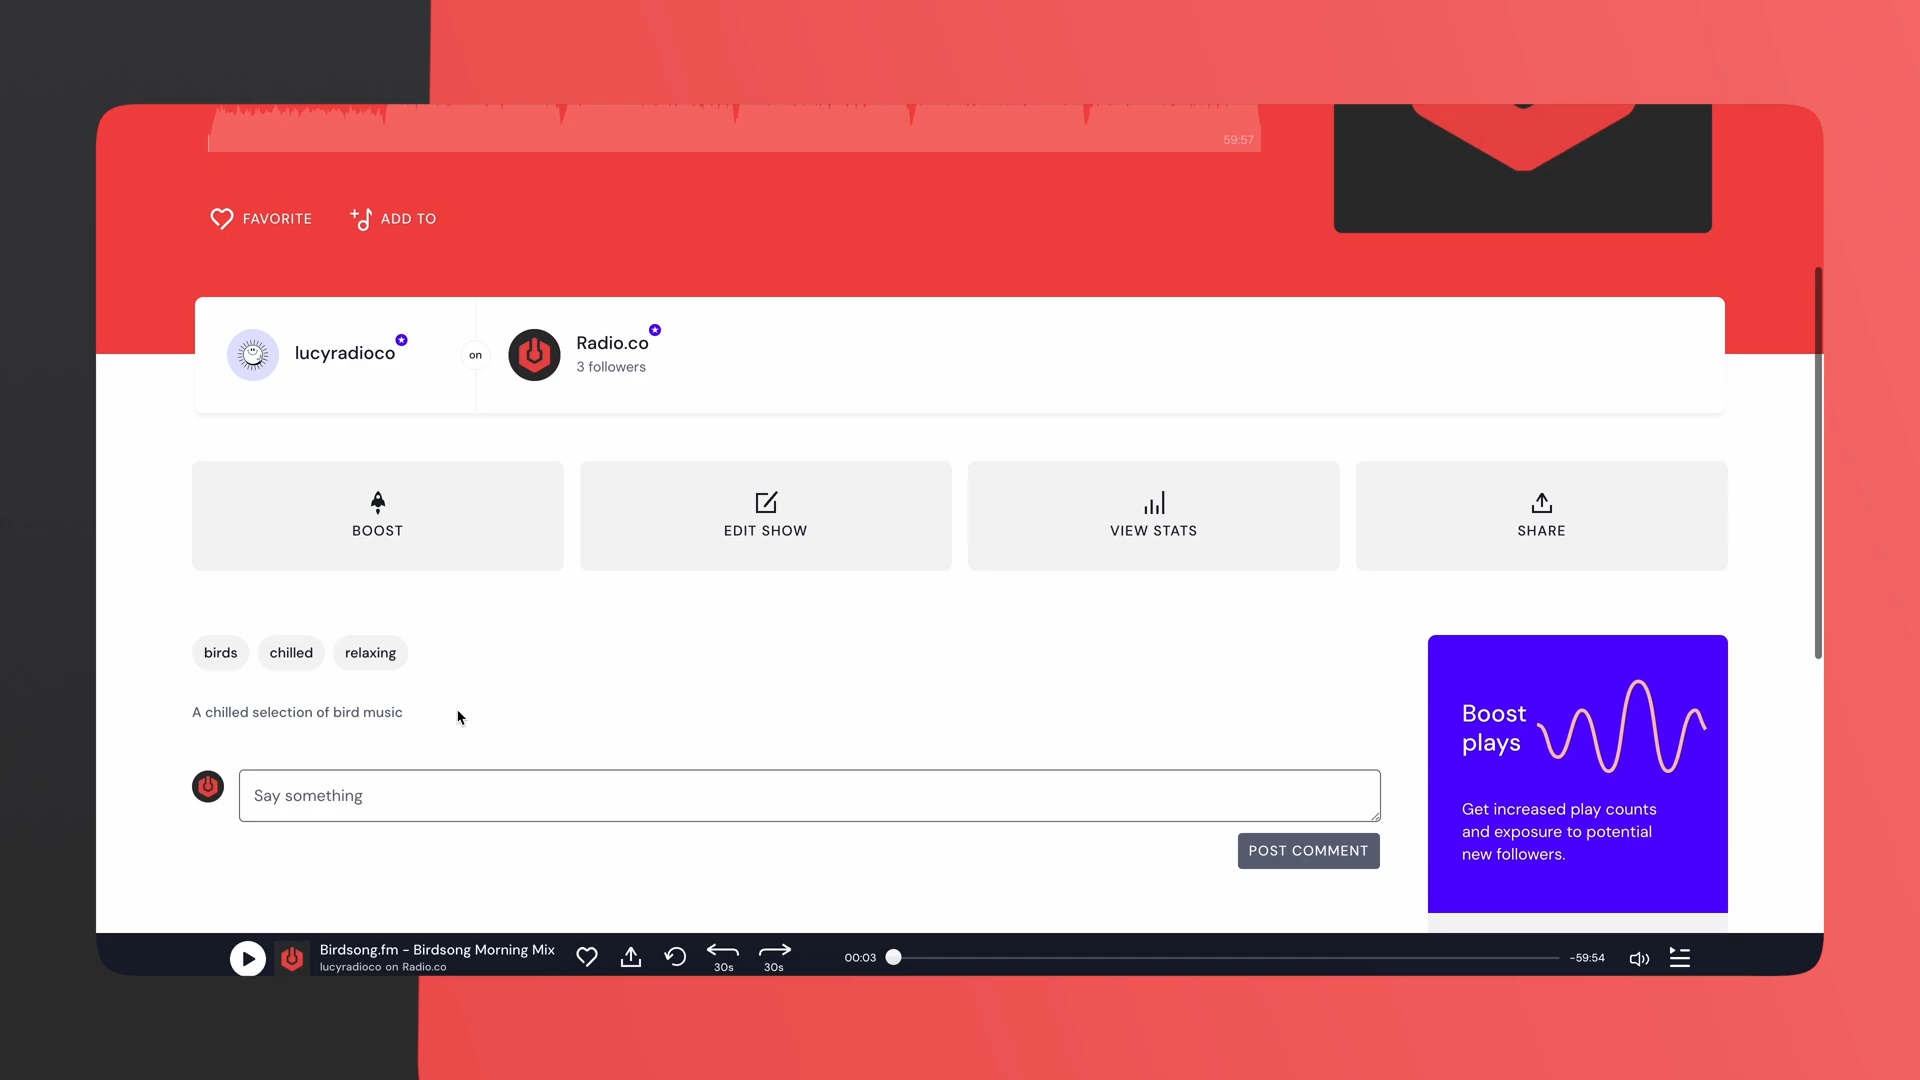 59:57
FAVORITE
ADD TO
lucyradioco
on
Radio.co
3 followers
BOOST
EDIT SHOW
VIEW STATS
SHARE
birds
chilled
relaxing
A chilled selection of bird music
Say something
POST COMMENT
Boost
plays
Get increased play counts
and exposure to potential
new followers.
Birdsong.fm - Birdsong Morning Mix
lucyradioco on Radio.co
30s
30s
00:03
-59:54